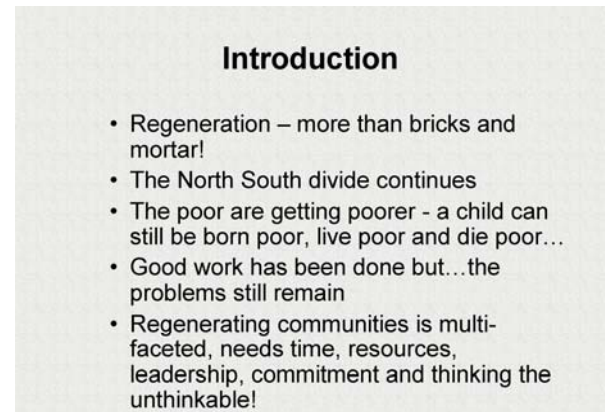 Introduction
• Regeneration – more than bricks and
mortar!
• The North South divide continues
• The poor are getting poorer - a child can
still be born poor, live poor and die poor…
• Good work has been done but…the
problems still remain
• Regenerating communities is multi-
faceted, needs time, resources,
leadership, commitment and thinking the
unthinkable!